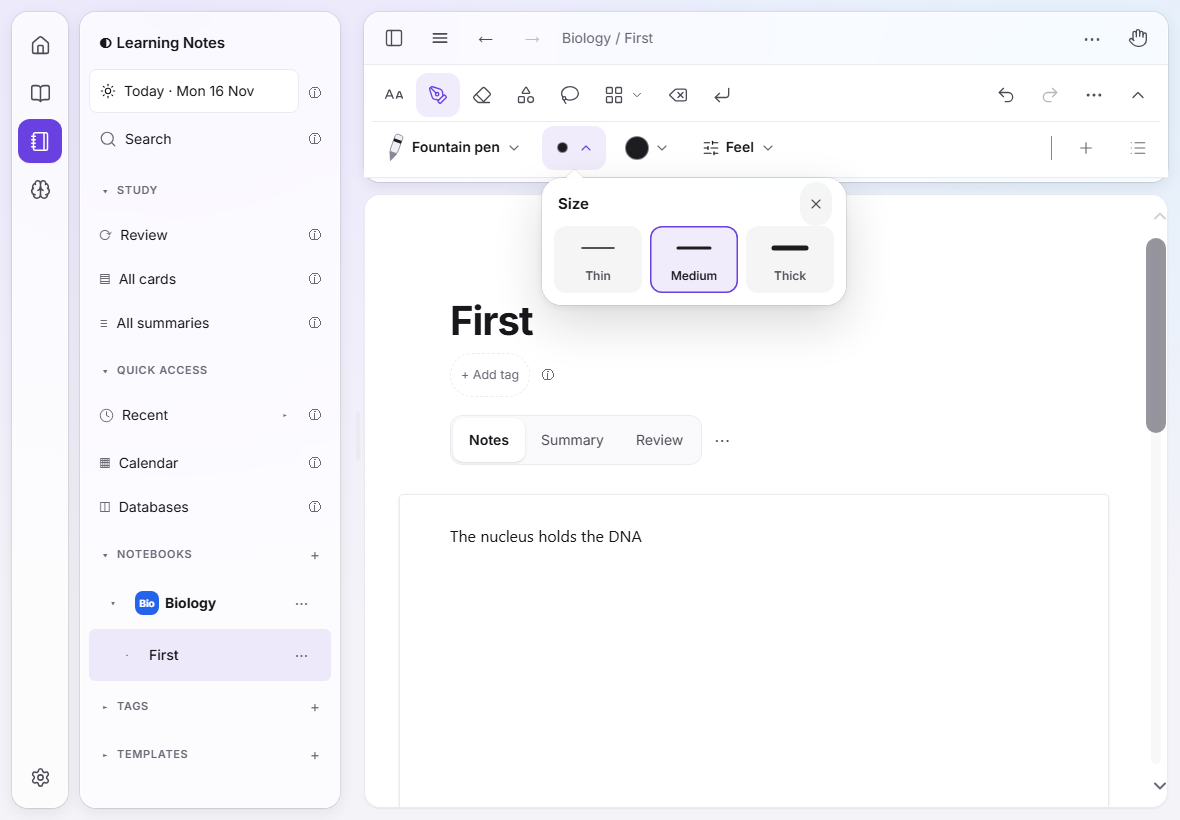 Learning Notes
Today · Mon 16 Nov
Search
STUDY
Review
All cards
All summaries
QUICK ACCESS
Recent
Calendar
Databases
NOTEBOOKS
Bio Biology
First
TAGS
TEMPLATES
Biology / First
AA
Fountain pen
Feel
Size
Thin
Medium
Thick
First
+ Add tag
Notes
Summary
Review
The nucleus holds the DNA